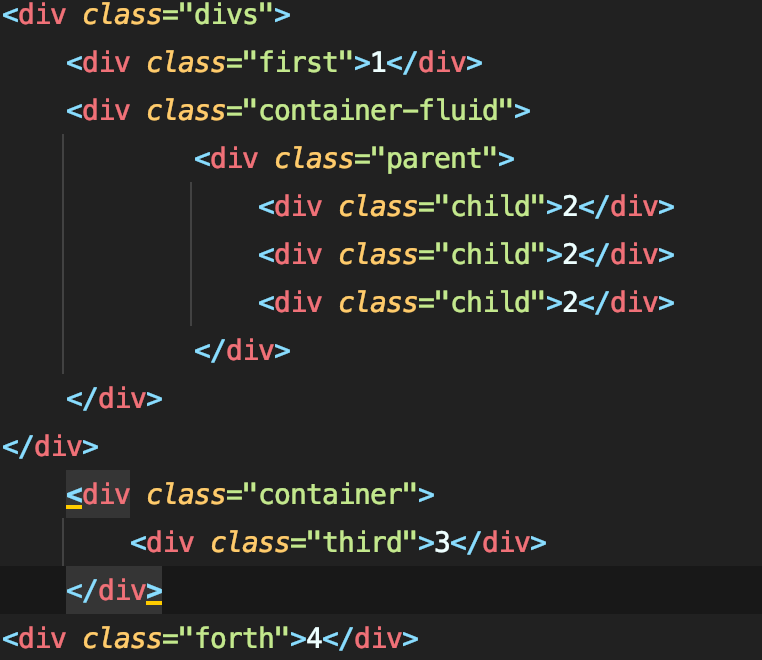 <div class="divs">
<div class="first">1</div>
<div class="container-fluid">
<div class="parent">
<div class="child">2</div>
<div class="child">2</div>
<div class="child">2</div>
</div>
</div>
</div>
<div class="container">
<div class="third">3</div>
</div>
<div class="forth">4</div>